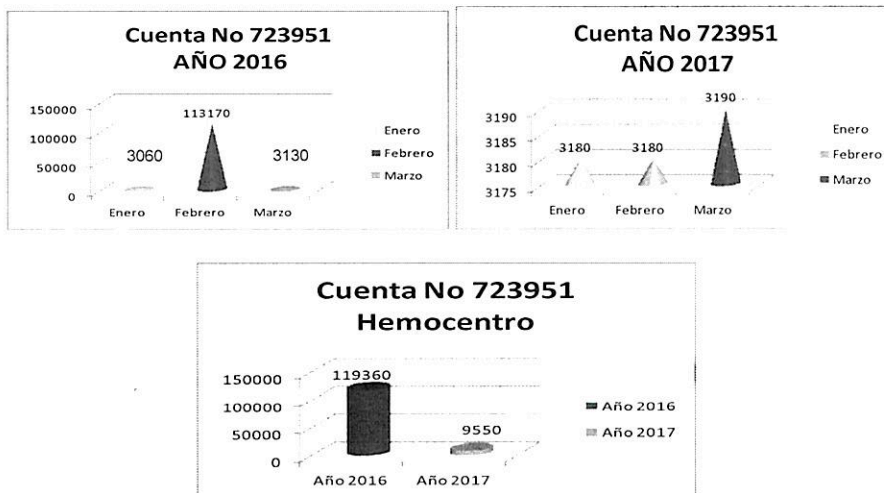 Cuenta No 723951
AÑO 2016
150000
100000
50000
0
3060
113170
3130
Enero
Febrero
Marzo
Enero
Febrero
Marzo
Cuenta No 723951
AÑO 2017
3190
3185
3180
3175
3180
3180
3190
Enero
Febrero
Marzo
Enero
Febrero
Marzo
Cuenta No 723951
Hemocentro
150000
100000
50000
0
119360
9550
Año 2016
Año 2017
Año 2016
Año 2017